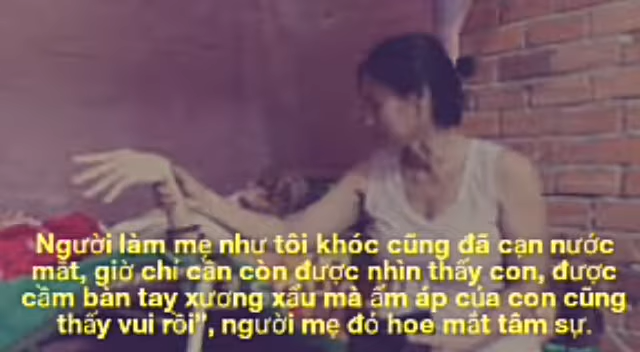 Người làm mẹ như tôi khóc cũng đã cạn nước
mắt, giờ chỉ cần còn được nhìn thấy con, được
cầm bàn tay xương xẩu mà ấm áp của con cũng
thấy vui rồi”, người mẹ đỏ hoe mắt tâm sự.